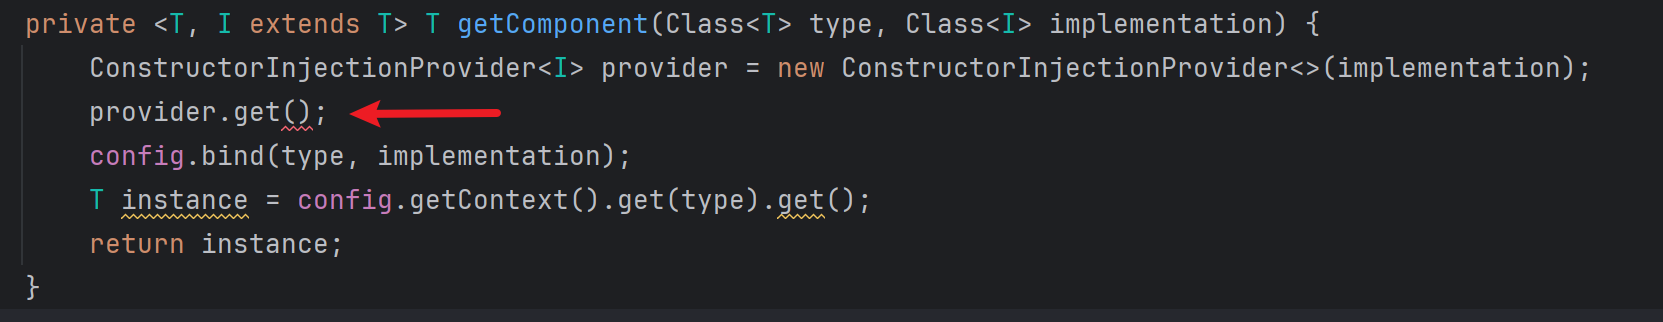 private <T, I extends T> T getComponent(Class<T> type, Class<I> implementation) {
    ConstructorInjectionProvider<I> provider = new ConstructorInjectionProvider<>(implementation);
    provider.get();
    config.bind(type, implementation);
    T instance = config.getContext().get(type).get();
    return instance;
}